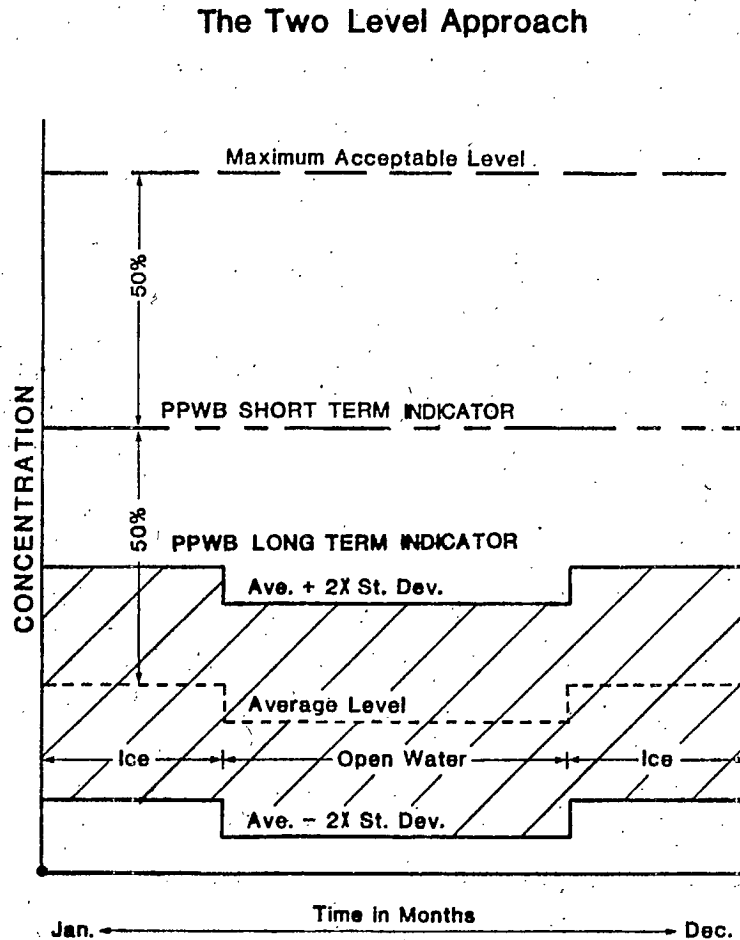 The Two Level Approach
Maximum Acceptable Level
50%
PPWB SHORT TERM INDICATOR
50%
PPWB LONG TERM INDICATOR
Ave. + 2X St. Dev.
CONCENTRATION
Average Level
Ice
Open Water
Ice
Ave. - 2X St. Dev.
Time in Months
Jan.
Dec.